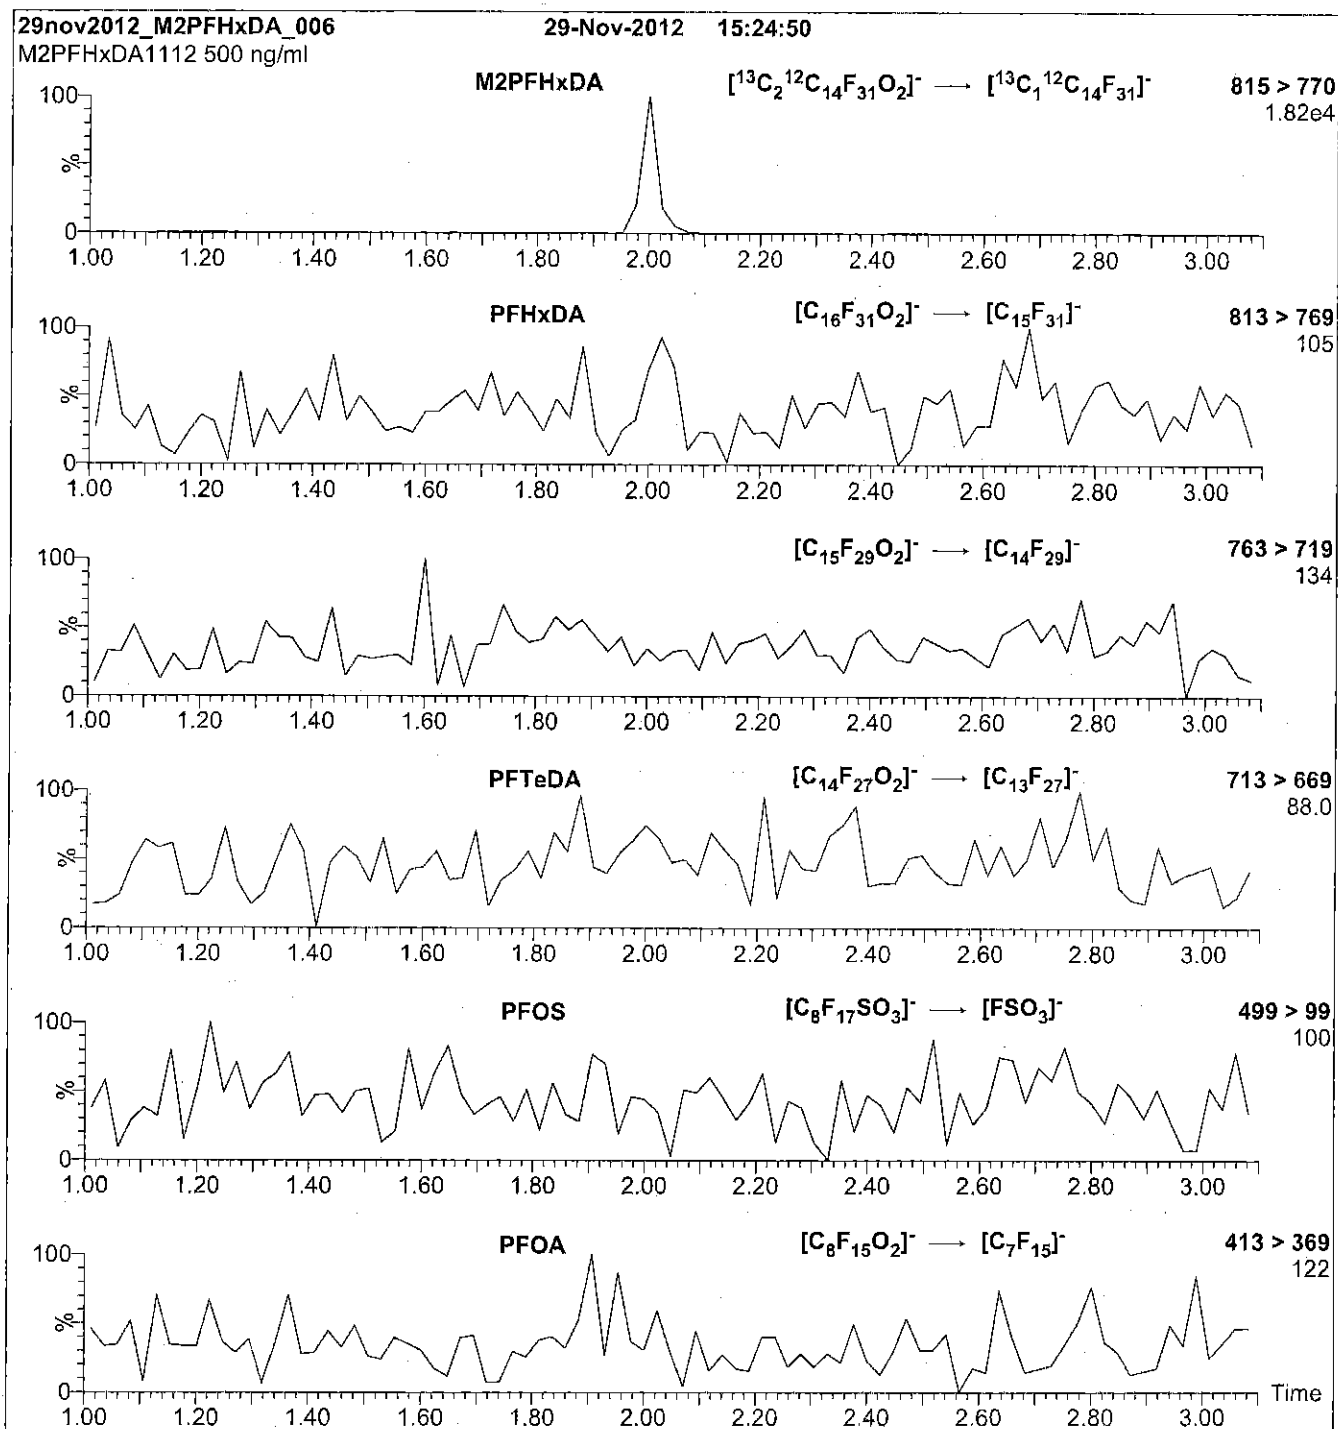 29nov2012_M2PFHxDA_006 29-Nov-2012 15:24:50
M2PFHxDA1112 500 ng/ml
M2PFHxDA [¹³C₂¹²C₁₄F₃₁O₂]⁻ → [¹³C₁¹²C₁₄F₃₁]⁻ 815 > 770
1.82e4
100
%
0
1.00 1.20 1.40 1.60 1.80 2.00 2.20 2.40 2.60 2.80 3.00
PFHxDA [C₁₆F₃₁O₂]⁻ → [C₁₅F₃₁]⁻ 813 > 769
105
100
%
0
1.00 1.20 1.40 1.60 1.80 2.00 2.20 2.40 2.60 2.80 3.00
[C₁₅F₂₉O₂]⁻ → [C₁₄F₂₉]⁻ 763 > 719
134
100
%
0
1.00 1.20 1.40 1.60 1.80 2.00 2.20 2.40 2.60 2.80 3.00
PFTeDA [C₁₄F₂₇O₂]⁻ → [C₁₃F₂₇]⁻ 713 > 669
88.0
100
%
0
1.00 1.20 1.40 1.60 1.80 2.00 2.20 2.40 2.60 2.80 3.00
PFOS [C₈F₁₇SO₃]⁻ → [FSO₃]⁻ 499 > 99
100
100
%
0
1.00 1.20 1.40 1.60 1.80 2.00 2.20 2.40 2.60 2.80 3.00
PFOA [C₈F₁₅O₂]⁻ → [C₇F₁₅]⁻ 413 > 369
122
100
%
0
Time
1.00 1.20 1.40 1.60 1.80 2.00 2.20 2.40 2.60 2.80 3.00